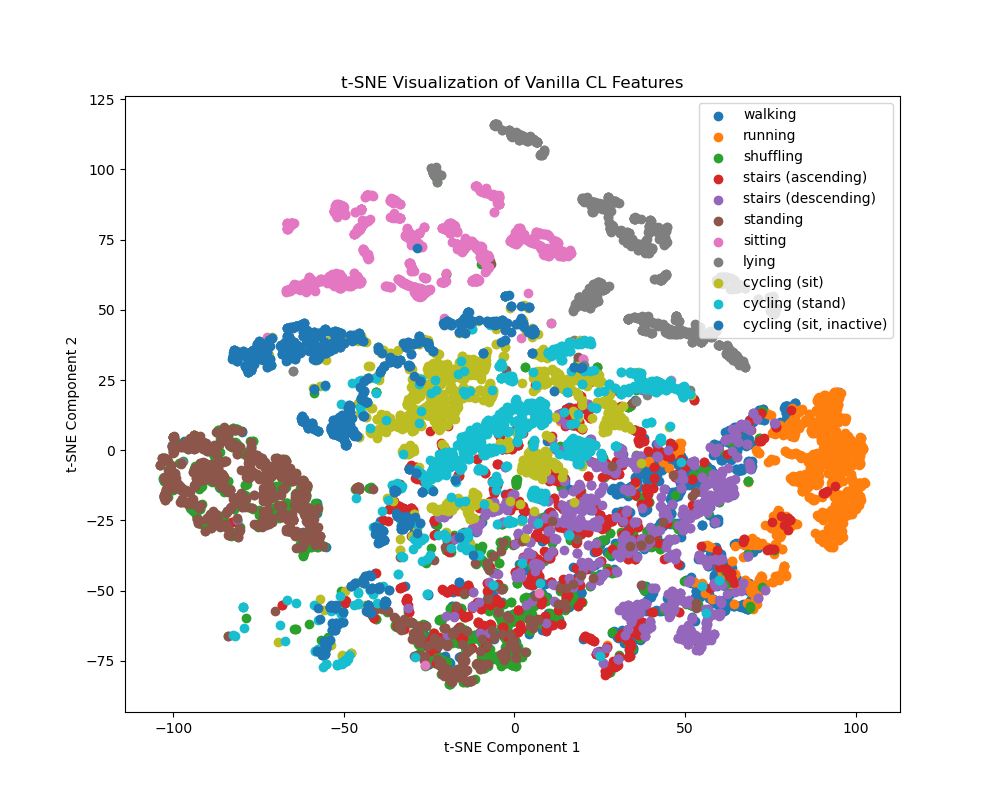 t-SNE Visualization of Vanilla CL Features
125
100
75
50
25
0
−25
−50
−75
t-SNE Component 2
walking
running
shuffling
stairs (ascending)
stairs (descending)
standing
sitting
lying
cycling (sit)
cycling (stand)
cycling (sit, inactive)
−100
−50
0
50
100
t-SNE Component 1